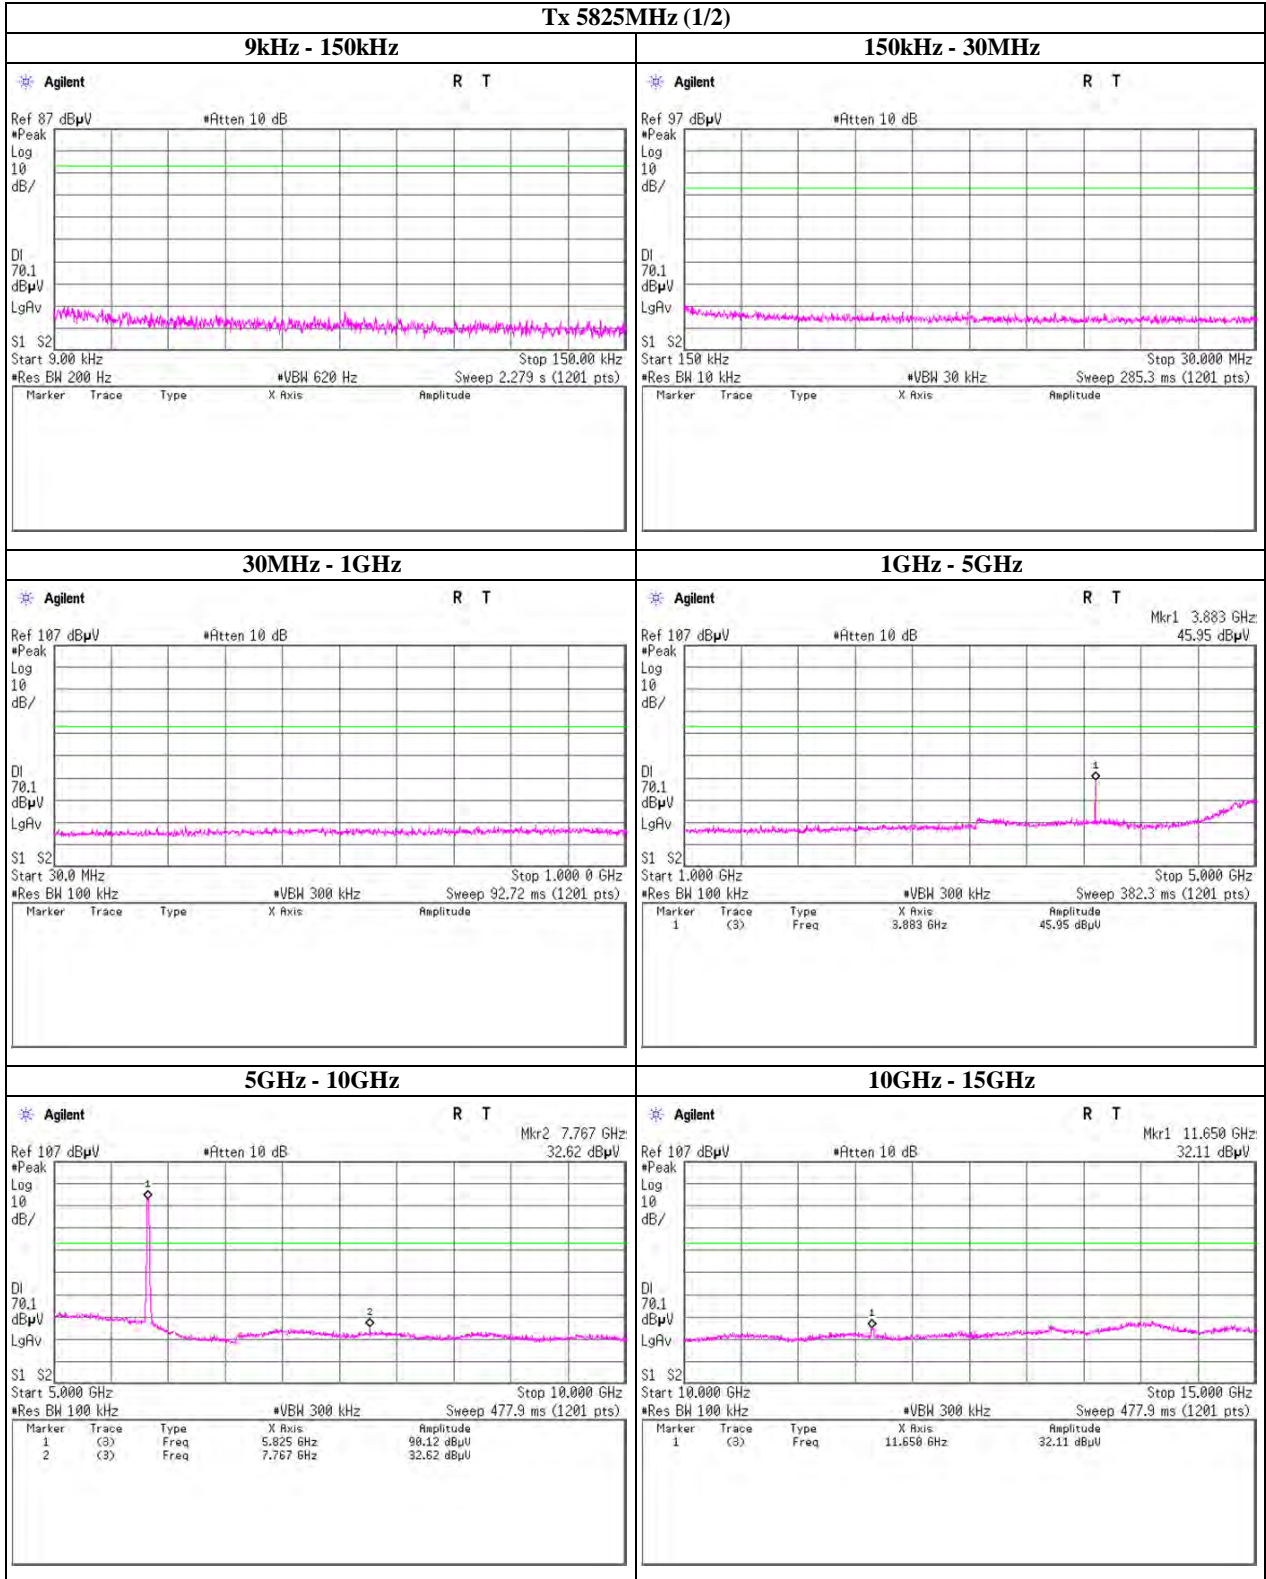 Tx 5825MHz (1/2)
9kHz - 150kHz
Agilent
R T
Ref 87 dBµV
#Atten 10 dB
#Peak
Log
10
dB/
DI
70.1
dBµV
LgAv
S1 S2
Start 9.00 kHz
Stop 150.00 kHz
#Res BW 200 Hz
#VBW 620 Hz
Sweep 2.279 s (1201 pts)
Marker Trace Type X Axis Amplitude
150kHz - 30MHz
Agilent
R T
Ref 97 dBµV
#Atten 10 dB
#Peak
Log
10
dB/
DI
70.1
dBµV
LgAv
S1 S2
Start 150 kHz
Stop 30.000 MHz
#Res BW 10 kHz
#VBW 30 kHz
Sweep 285.3 ms (1201 pts)
Marker Trace Type X Axis Amplitude
30MHz - 1GHz
Agilent
R T
Ref 107 dBµV
#Atten 10 dB
#Peak
Log
10
dB/
DI
70.1
dBµV
LgAv
S1 S2
Start 30.0 MHz
Stop 1.000 0 GHz
#Res BW 100 kHz
#VBW 300 kHz
Sweep 92.72 ms (1201 pts)
Marker Trace Type X Axis Amplitude
1GHz - 5GHz
Agilent
R T
Mkr1 3.883 GHz
Ref 107 dBµV
#Atten 10 dB
45.95 dBµV
#Peak
Log
10
dB/
1
DI
70.1
dBµV
LgAv
S1 S2
Start 1.000 GHz
Stop 5.000 GHz
#Res BW 100 kHz
#VBW 300 kHz
Sweep 382.3 ms (1201 pts)
Marker Trace Type X Axis Amplitude
1 (3) Freq 3.883 GHz 45.95 dBµV
5GHz - 10GHz
Agilent
R T
Mkr2 7.767 GHz
Ref 107 dBµV
#Atten 10 dB
32.62 dBµV
#Peak
Log
10
dB/
1
DI
70.1
dBµV
2
LgAv
S1 S2
Start 5.000 GHz
Stop 10.000 GHz
#Res BW 100 kHz
#VBW 300 kHz
Sweep 477.9 ms (1201 pts)
Marker Trace Type X Axis Amplitude
1 (3) Freq 5.825 GHz 90.12 dBµV
2 (3) Freq 7.767 GHz 32.62 dBµV
10GHz - 15GHz
Agilent
R T
Mkr1 11.650 GHz
Ref 107 dBµV
#Atten 10 dB
32.11 dBµV
#Peak
Log
10
dB/
DI
70.1
dBµV
1
LgAv
S1 S2
Start 10.000 GHz
Stop 15.000 GHz
#Res BW 100 kHz
#VBW 300 kHz
Sweep 477.9 ms (1201 pts)
Marker Trace Type X Axis Amplitude
1 (3) Freq 11.650 GHz 32.11 dBµV